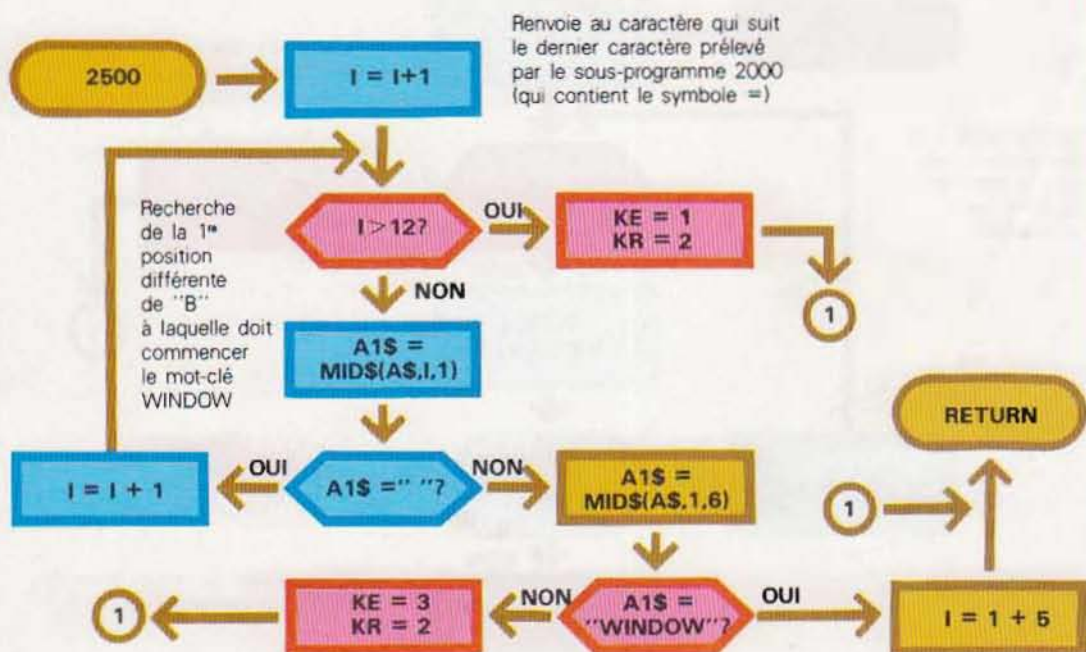 2500
I = I+1
Renvoie au caractère qui suit
le dernier caractère prélevé
par le sous-programme 2000
(qui contient le symbole =)
Recherche
de la 1re
position
différente
de "B"
à laquelle doit
commencer
le mot-clé
WINDOW
I>12?
OUI
KE = 1
KR = 2
1
NON
A1$ =
MID$(A$,I,1)
RETURN
I = I + 1
OUI
A1$ =" "?
NON
A1$ =
MID$(A$,1,6)
1
1
KE = 3
KR = 2
NON
A1$ =
"WINDOW"?
OUI
I = 1 + 5